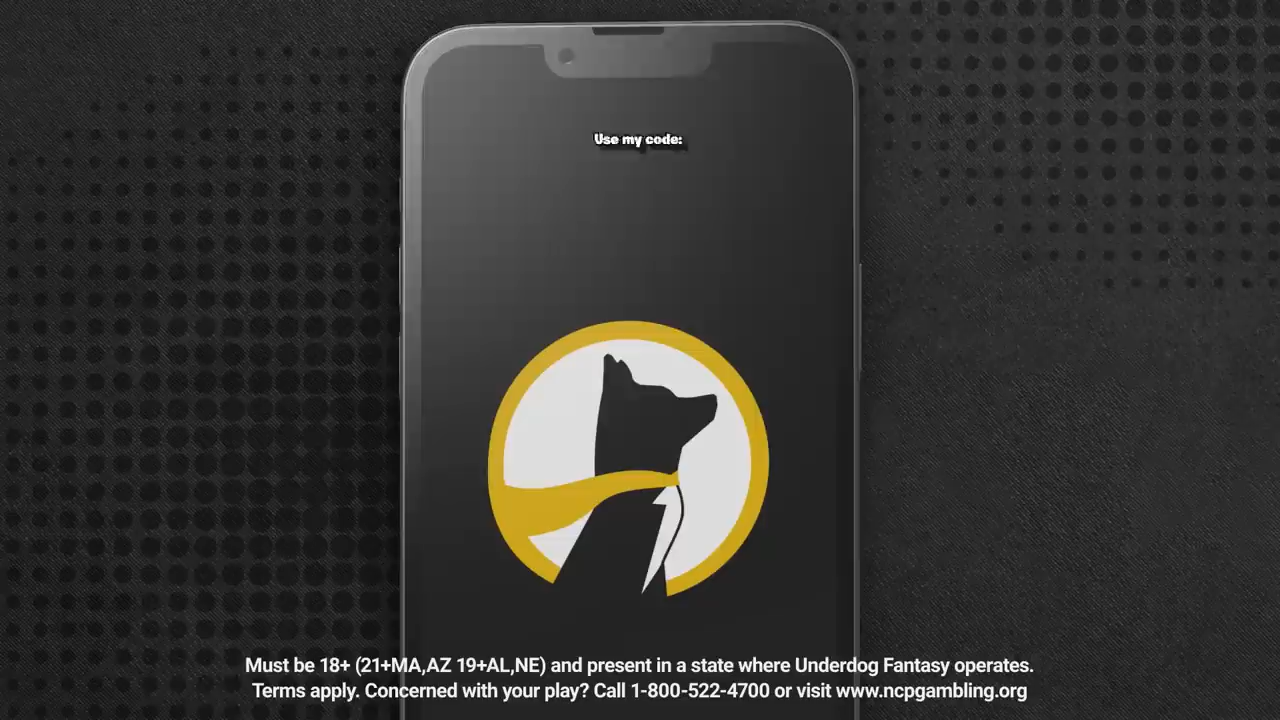 Use my code:
Must be 18+ (21+MA,AZ 19+AL,NE) and present in a state where Underdog Fantasy operates.
Terms apply. Concerned with your play? Call 1-800-522-4700 or visit www.ncpgambling.org